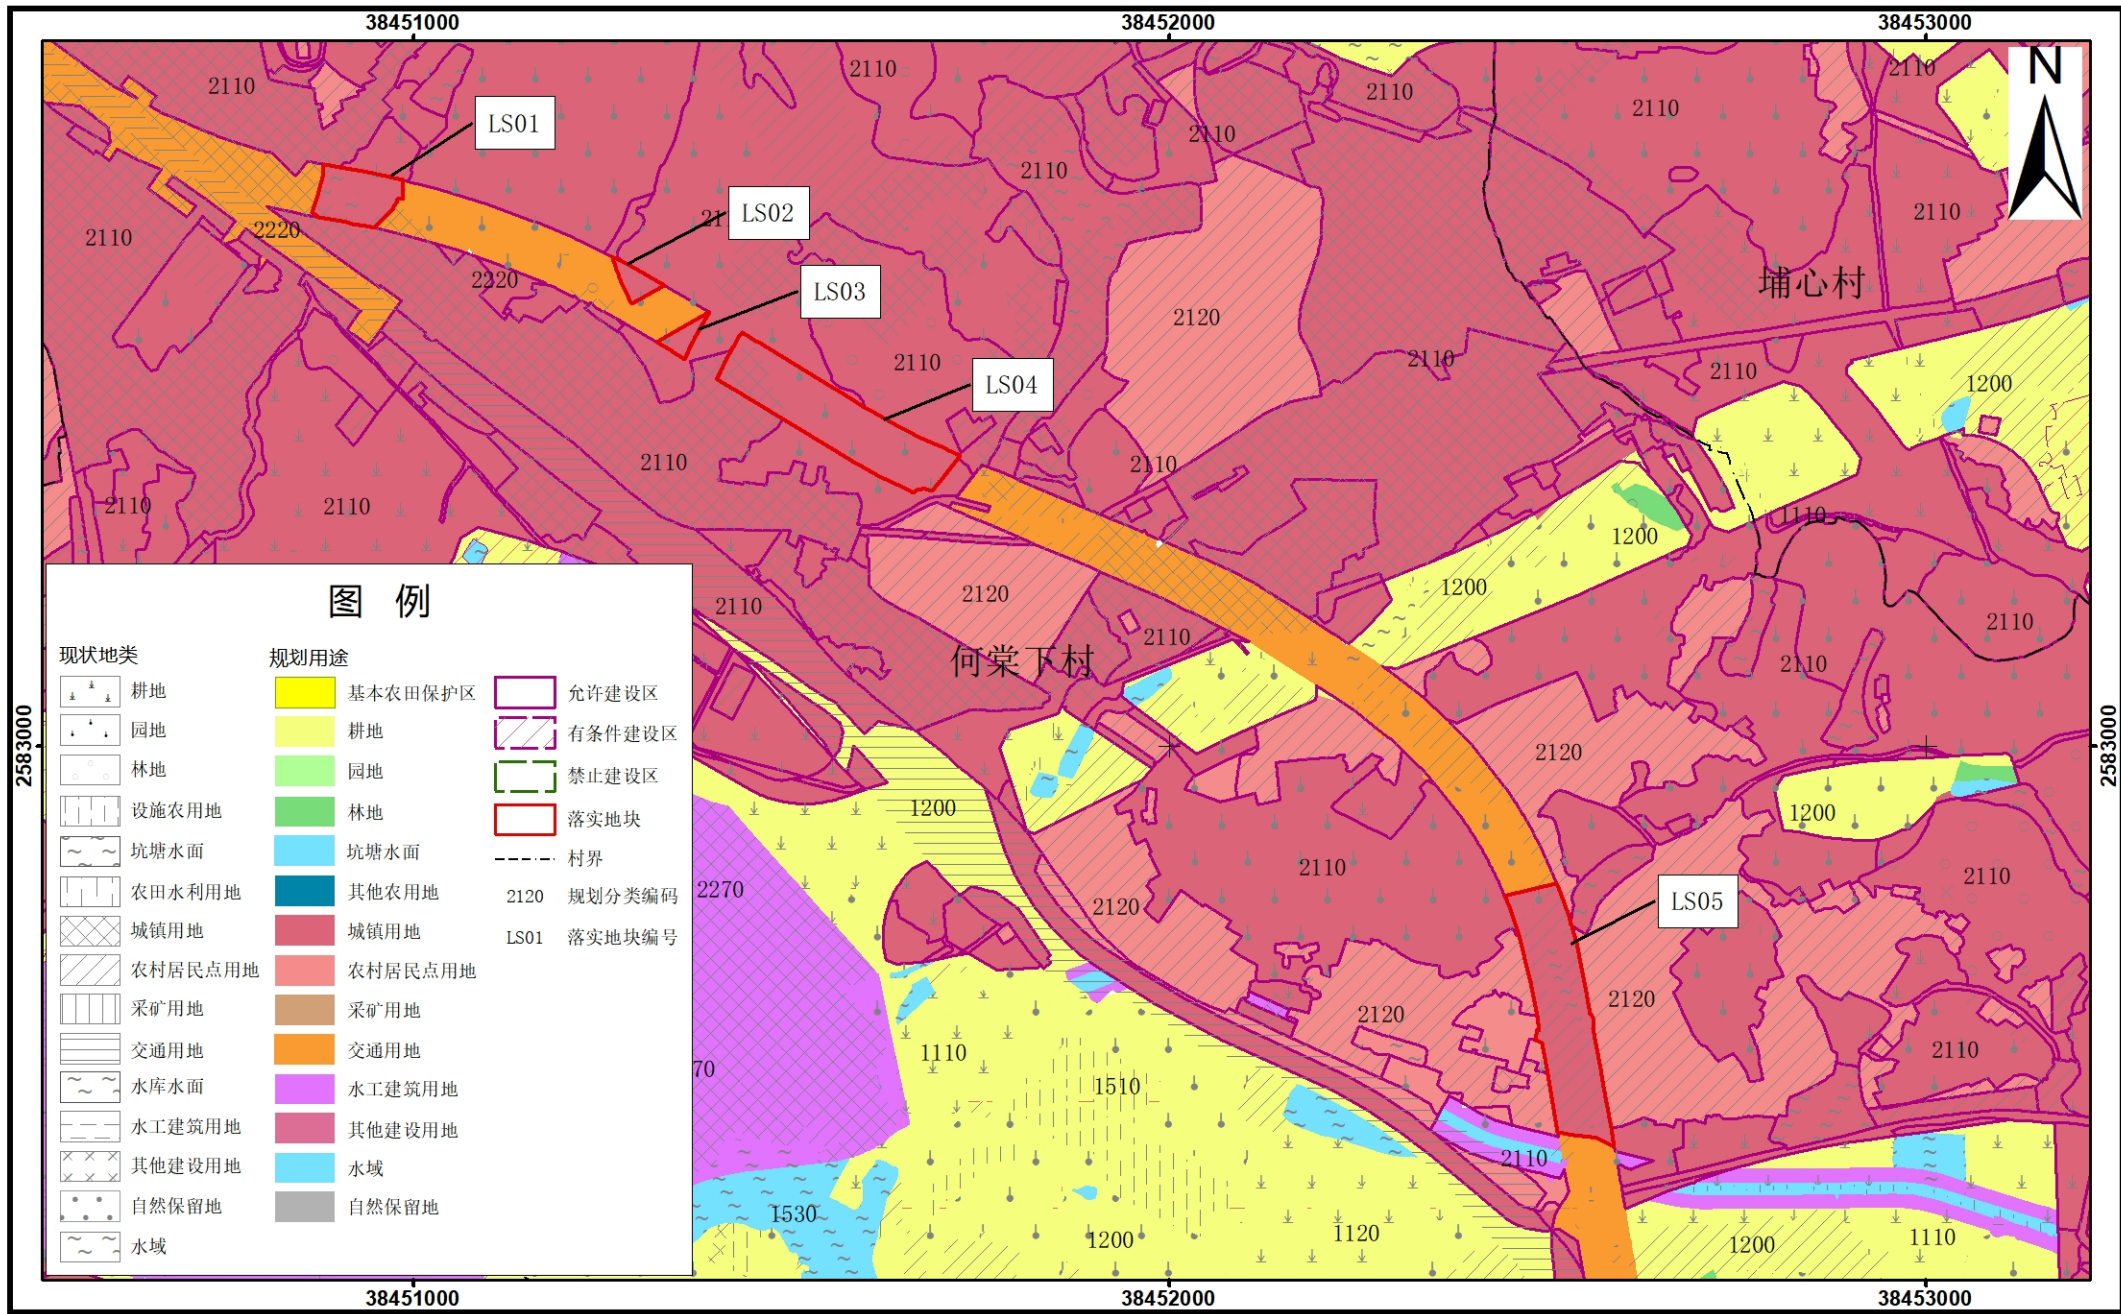 38451000 38452000 38453000
2110 2110 2110 2110 2110
N
LS01
2110 2110
2110
LS02
21
2110
2110 2220
2220
LS03
埔心村
2120
2110 2110 2110
LS04
1200
2110 2110
2110 2110 1110
1200
1200
2120
2110
2110 2110
何棠下村
2110
2583000 2583000
2120
1200 1200
2110
2270 2110
2120
LS05
2120 2120
1110 2110
70
1510
2110
1530 1200 1120 1200 1110
图 例
现状地类 规划用途
耕地 基本农田保护区 允许建设区
园地 耕地 有条件建设区
林地 园地 禁止建设区
设施农用地 林地 落实地块
坑塘水面 坑塘水面 村界
农田水利用地 其他农用地 2120 规划分类编码
城镇用地 城镇用地 LS01 落实地块编号
农村居民点用地 农村居民点用地
采矿用地 采矿用地
交通用地 交通用地
水库水面 水工建筑用地
水工建筑用地 其他建设用地
其他建设用地 水域
自然保留地 自然保留地
水域
38451000 38452000 38453000